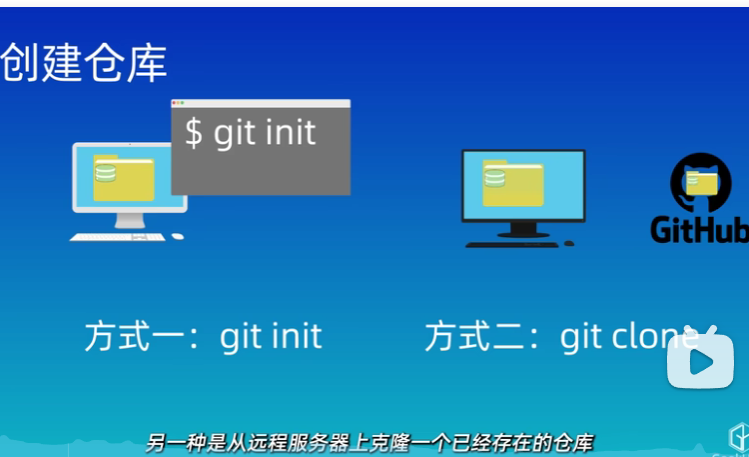 创建仓库
$ git init
GitHub
方式一：git init
方式二：git clone
另一种是从远程服务器上克隆一个已经存在的仓库